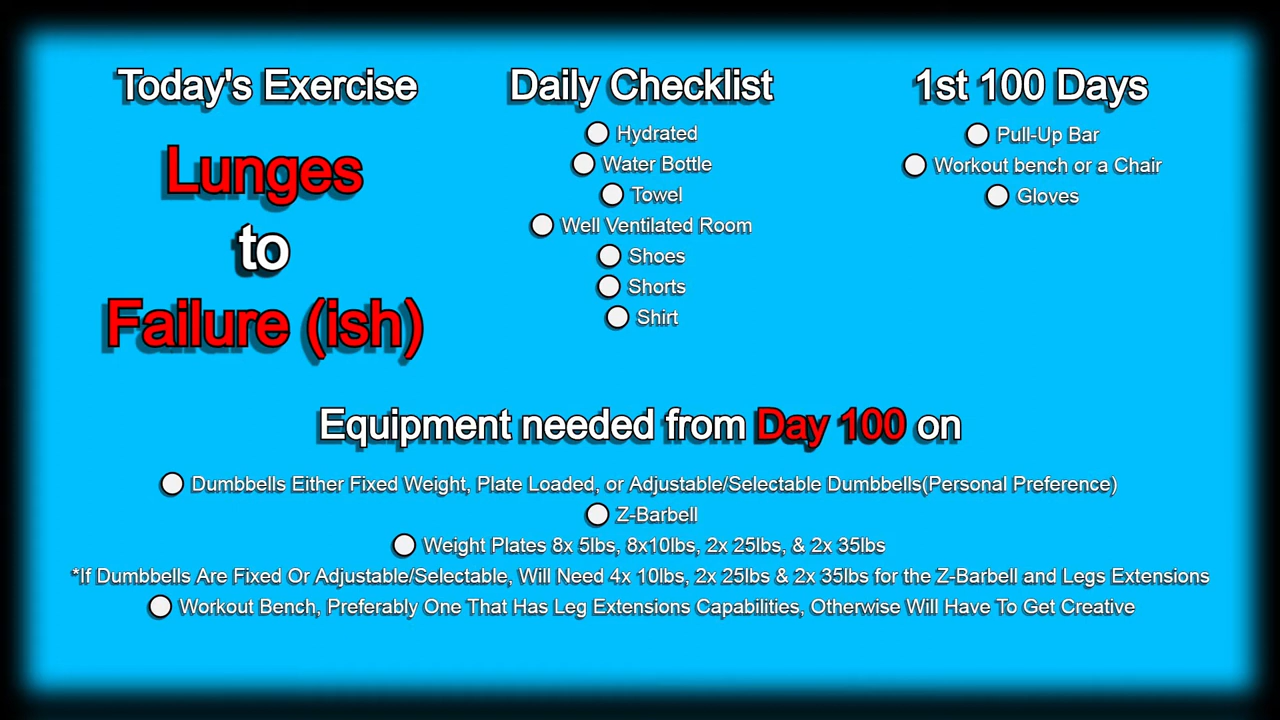 Today's Exercise
Lunges
to
Failure (ish)
Daily Checklist
Hydrated
Water Bottle
Towel
Well Ventilated Room
Shoes
Shorts
Shirt
1st 100 Days
Pull-Up Bar
Workout bench or a Chair
Gloves
Equipment needed from Day 100 on
Dumbbells Either Fixed Weight, Plate Loaded, or Adjustable/Selectable Dumbbells(Personal Preference)
Z-Barbell
Weight Plates 8x 5lbs, 8x10lbs, 2x 25lbs, & 2x 35lbs
*If Dumbbells Are Fixed Or Adjustable/Selectable, Will Need 4x 10lbs, 2x 25lbs & 2x 35lbs for the Z-Barbell and Legs Extensions
Workout Bench, Preferably One That Has Leg Extensions Capabilities, Otherwise Will Have To Get Creative